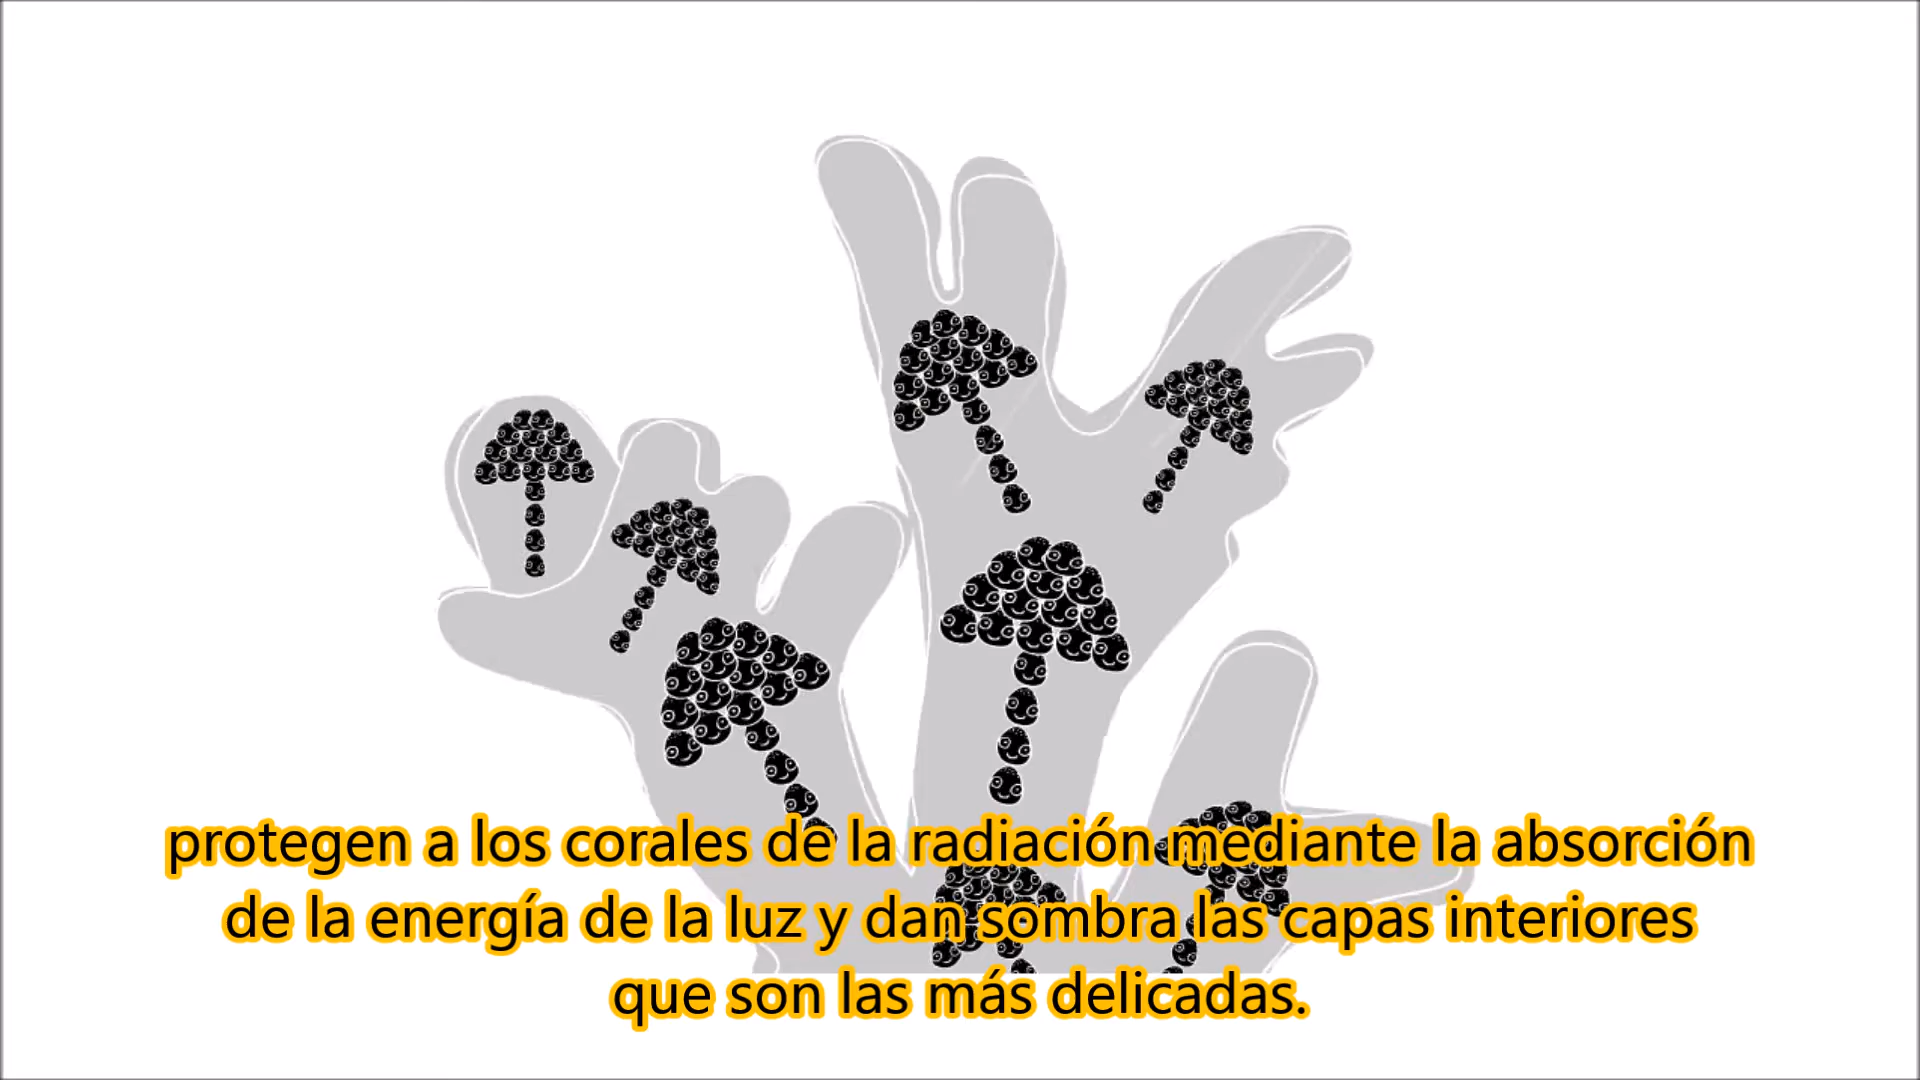 protegen a los corales de la radiación mediante la absorción
de la energía de la luz y dan sombra las capas interiores
que son las más delicadas.